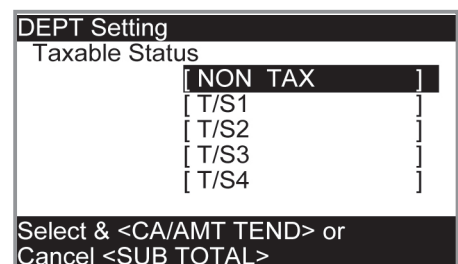 DEPT Setting
Taxable Status
[ NON TAX ]
[ T/S1 ]
[ T/S2 ]
[ T/S3 ]
[ T/S4 ]
Select & <CA/AMT TEND> or
Cancel <SUB TOTAL>